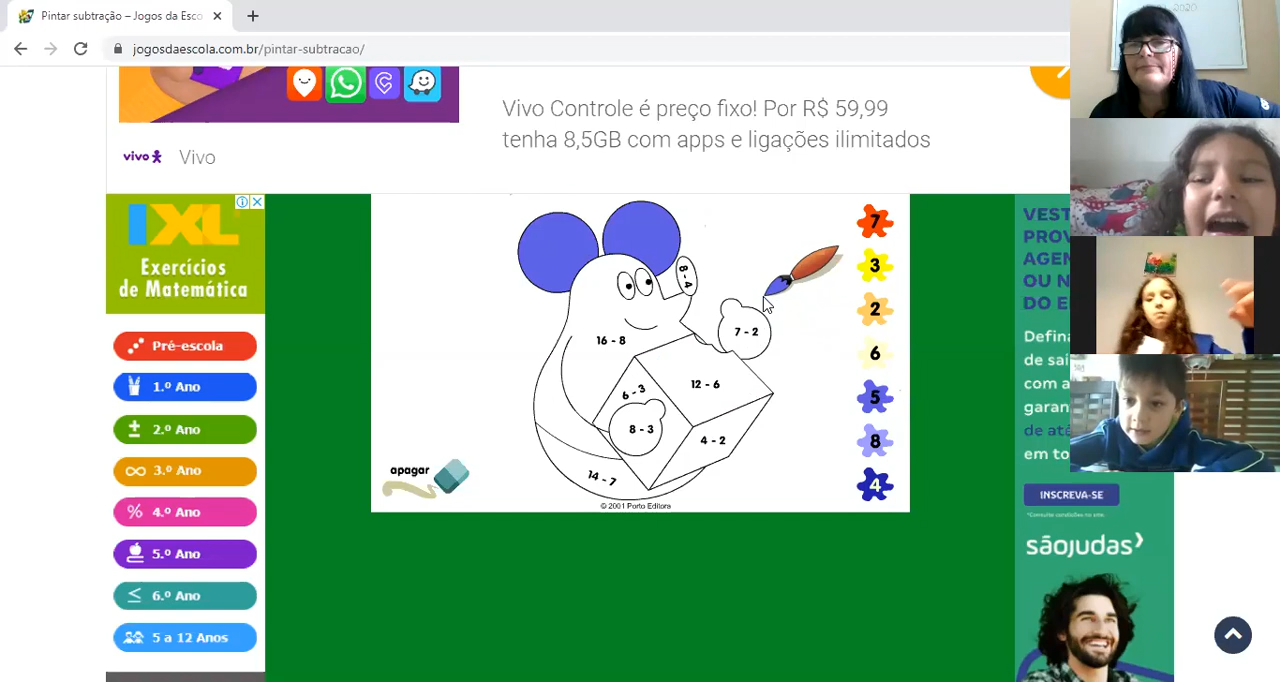 Pintar subtração – Jogos da Esco
jogosdaescola.com.br/pintar-subtracao/
2020
Vivo Controle é preço fixo! Por R$ 59,99
tenha 8,5GB com apps e ligações ilimitados
vivo Vivo
IXL
Exercícios
de Matemática
Pré-escola
1.º Ano
2.º Ano
3.º Ano
4.º Ano
5.º Ano
6.º Ano
5 a 12 Anos
8 - 4
7 - 2
16 - 8
12 - 6
6 - 3
8 - 3
4 - 2
14 - 7
apagar
© 2001 Porto Editora
7
3
2
6
5
8
4
VEST
PROV
AGEN
OU N
DO E
Defina
de saí
com a
garan
de até
em to
INSCREVA-SE
sãojudas